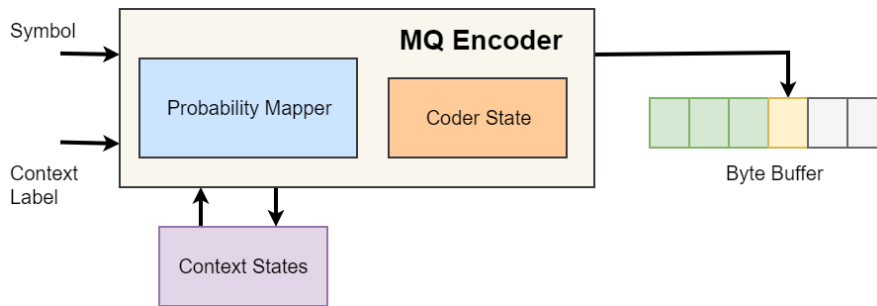 Symbol
MQ Encoder
Probability Mapper
Coder State
Context
Label
Byte Buffer
Context States